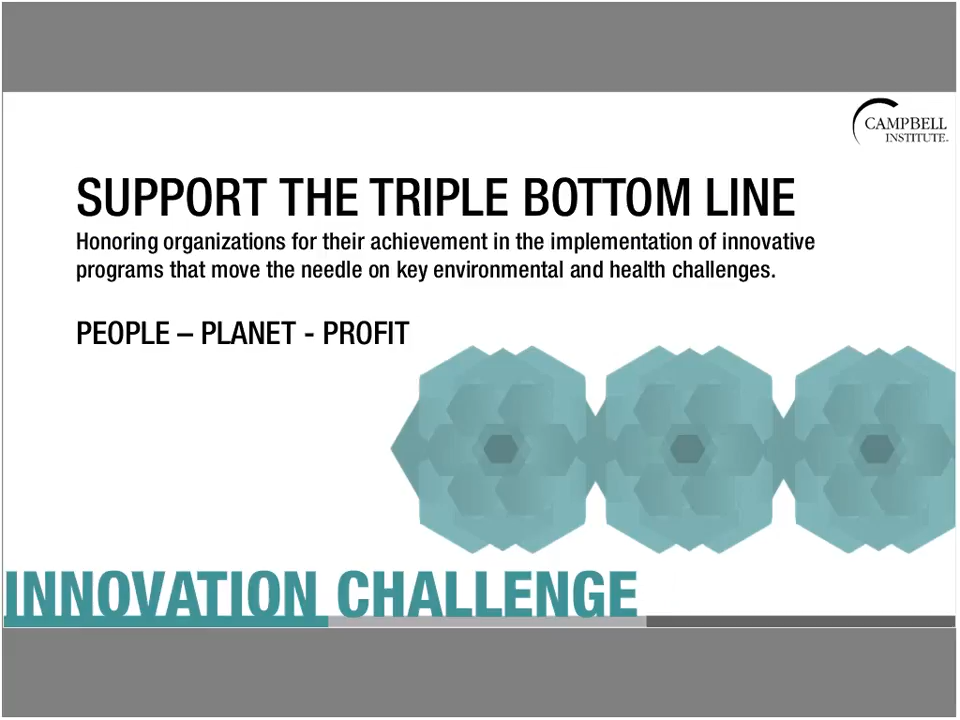 CAMPBELL
INSTITUTE
SUPPORT THE TRIPLE BOTTOM LINE
Honoring organizations for their achievement in the implementation of innovative
programs that move the needle on key environmental and health challenges.
PEOPLE – PLANET - PROFIT
INNOVATION CHALLENGE